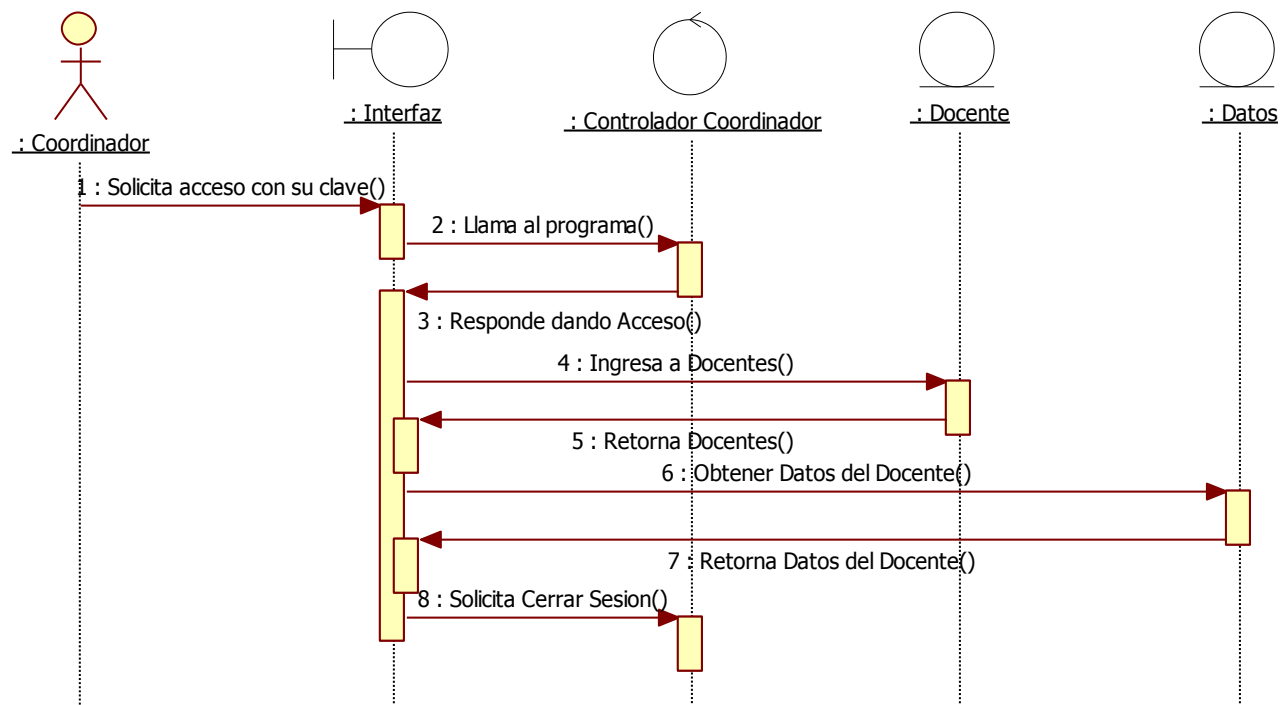 : Interfaz
: Controlador Coordinador
: Docente
: Datos
: Coordinador
1 : Solicita acceso con su clave()
2 : Llama al programa()
3 : Responde dando Acceso()
4 : Ingresa a Docentes()
5 : Retorna Docentes()
6 : Obtener Datos del Docente()
7 : Retorna Datos del Docente()
8 : Solicita Cerrar Sesion()